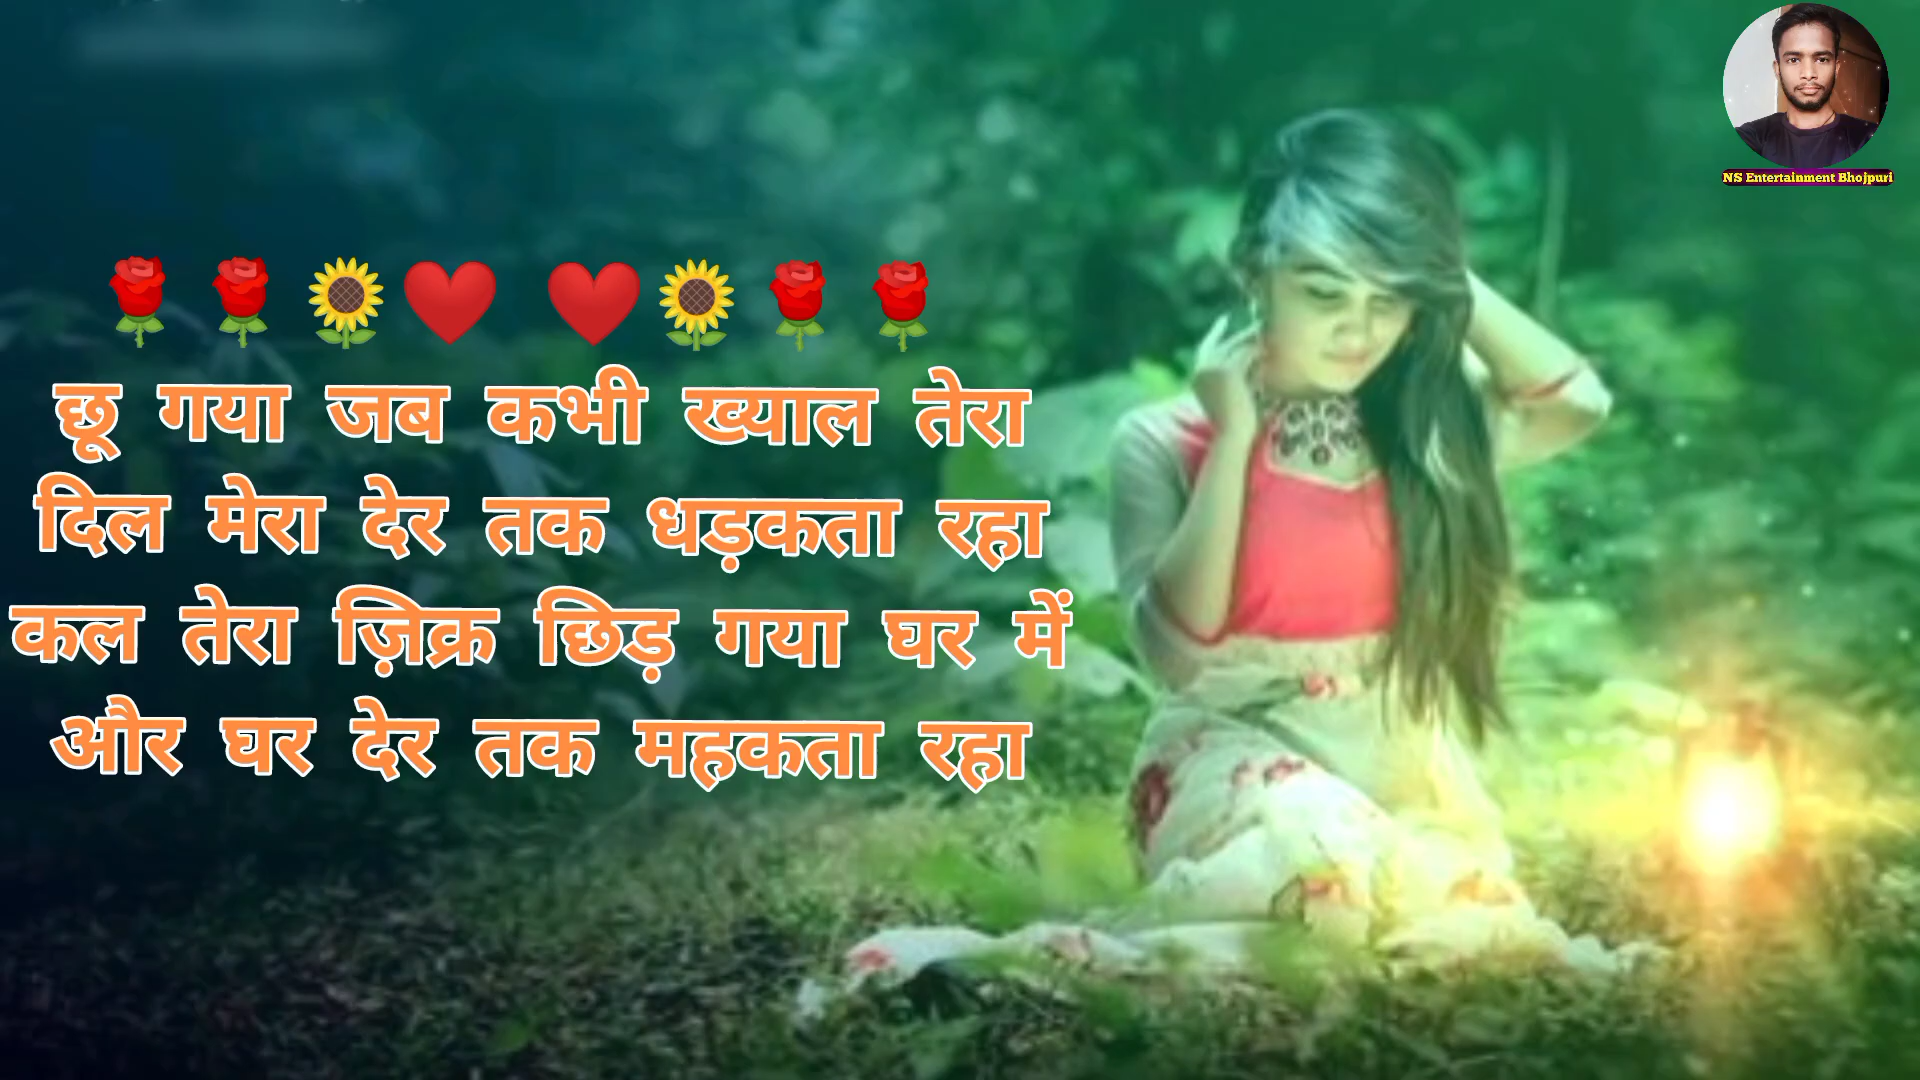 NS Entertainment Bhojpuri
🌹 🌹 🌻❤️ ❤️🌻 🌹 🌹
छू गया जब कभी ख्याल तेरा
दिल मेरा देर तक धड़कता रहा
कल तेरा ज़िक्र छिड़ गया घर में
और घर देर तक महकता रहा